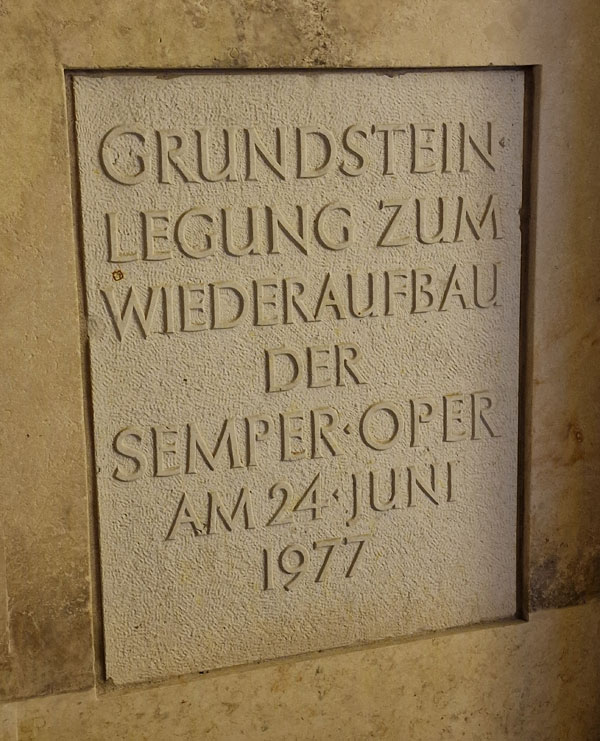 GRUNDSTEIN·
LEGUNG ZUM
WIEDERAUFBAU
DER
SEMPER·OPER
AM 24·JUNI
1977